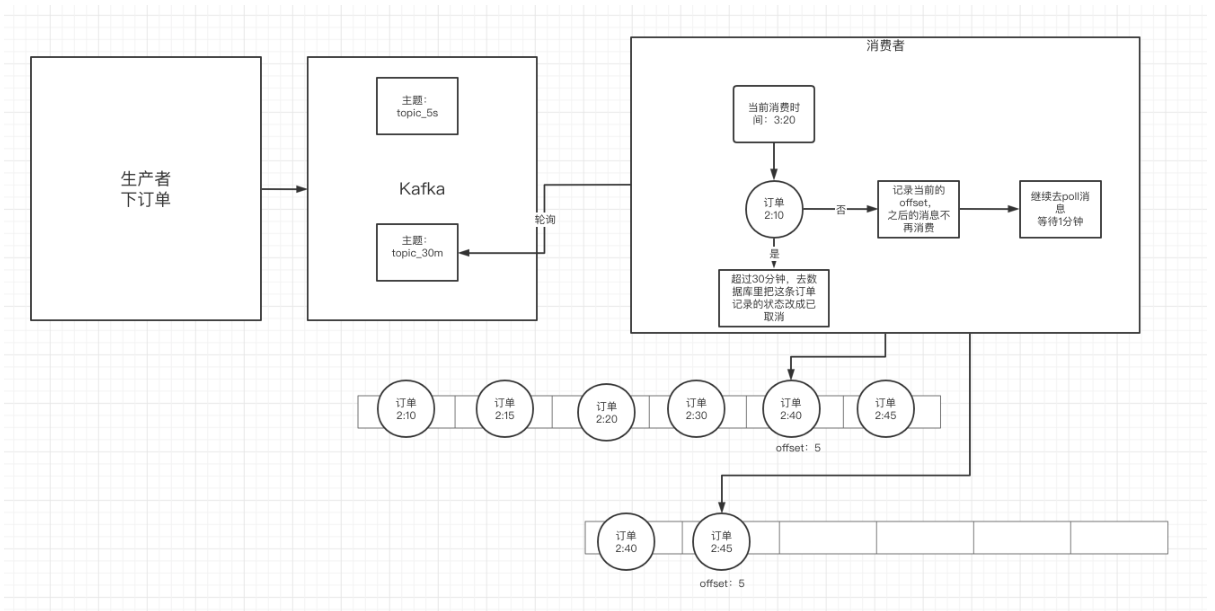 生产者
下订单
主题：
topic_5s
Kafka
主题：
topic_30m
轮询
消费者
当前消费时
间：3:20
订单
2:10
否
记录当前的
offset，
之后的消息不
再消费
继续去poll消
息
等待1分钟
是
超过30分钟，去数
据库里把这条订单
记录的状态改成已
取消
订单
2:10
订单
2:15
订单
2:20
订单
2:30
订单
2:40
订单
2:45
offset：5
订单
2:40
订单
2:45
offset：5